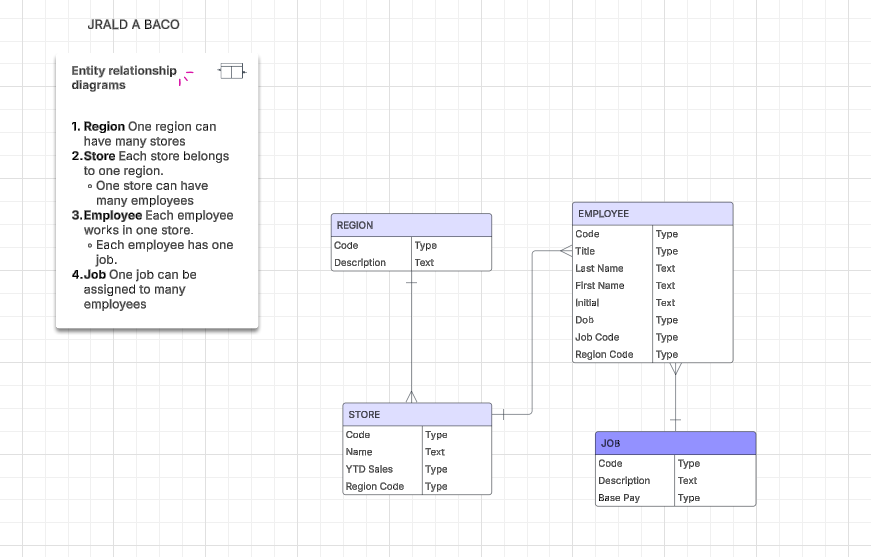 JRALD A BACO
Entity relationship
diagrams
1. Region One region can
have many stores
2. Store Each store belongs
to one region.
∘ One store can have
many employees
3. Employee Each employee
works in one store.
∘ Each employee has one
job.
4. Job One job can be
assigned to many
employees
REGION
Code Type
Description Text
EMPLOYEE
Code Type
Title Type
Last Name Text
First Name Text
Initial Text
Dob Type
Job Code Type
Region Code Type
STORE
Code Type
Name Text
YTD Sales Type
Region Code Type
JOB
Code Type
Description Text
Base Pay Type